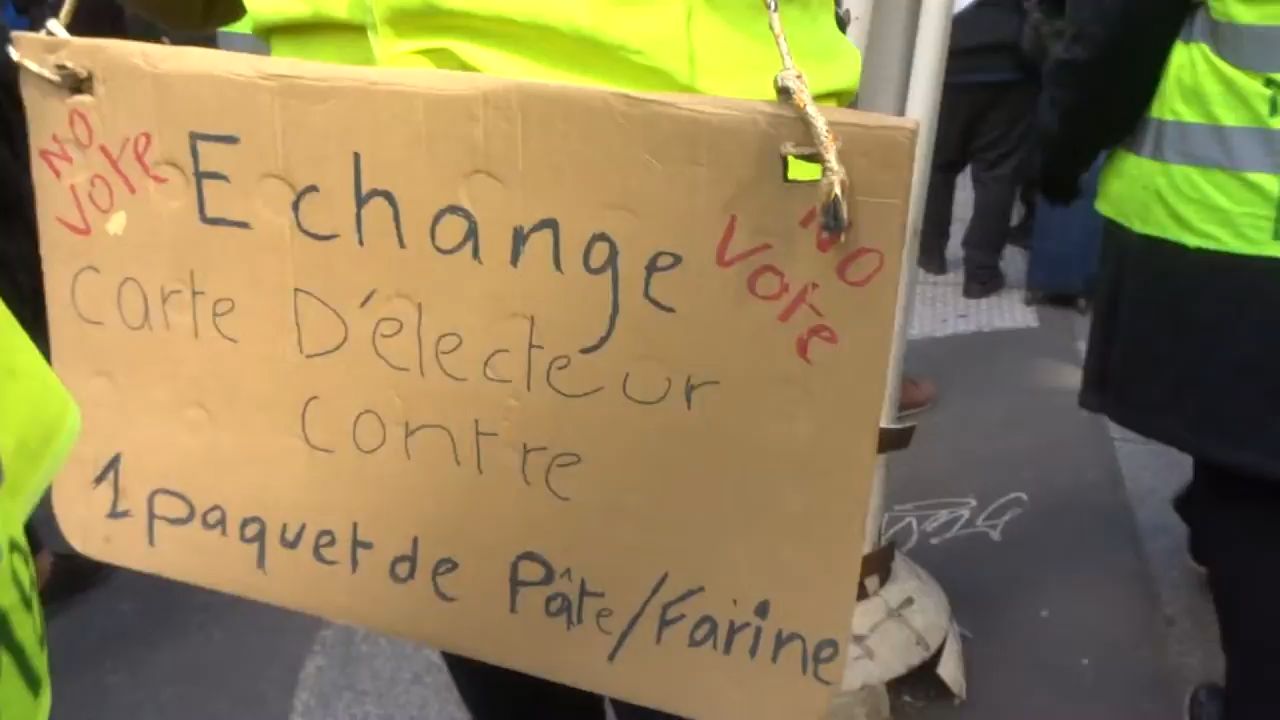 NO
VOTE
Echange
NO
VOTE
Carte D'électeur
contre
1 paquet de Pâte/Farine